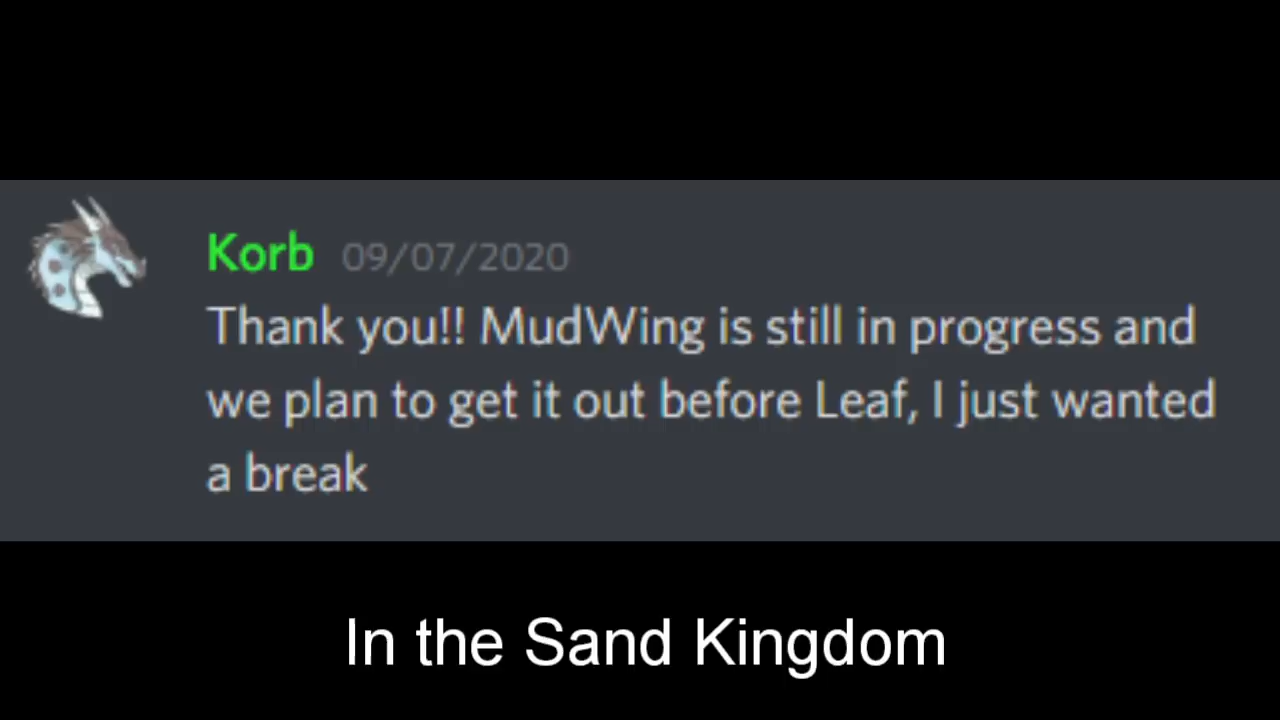 Korb 09/07/2020
Thank you!! MudWing is still in progress and
we plan to get it out before Leaf, I just wanted
a break
In the Sand Kingdom